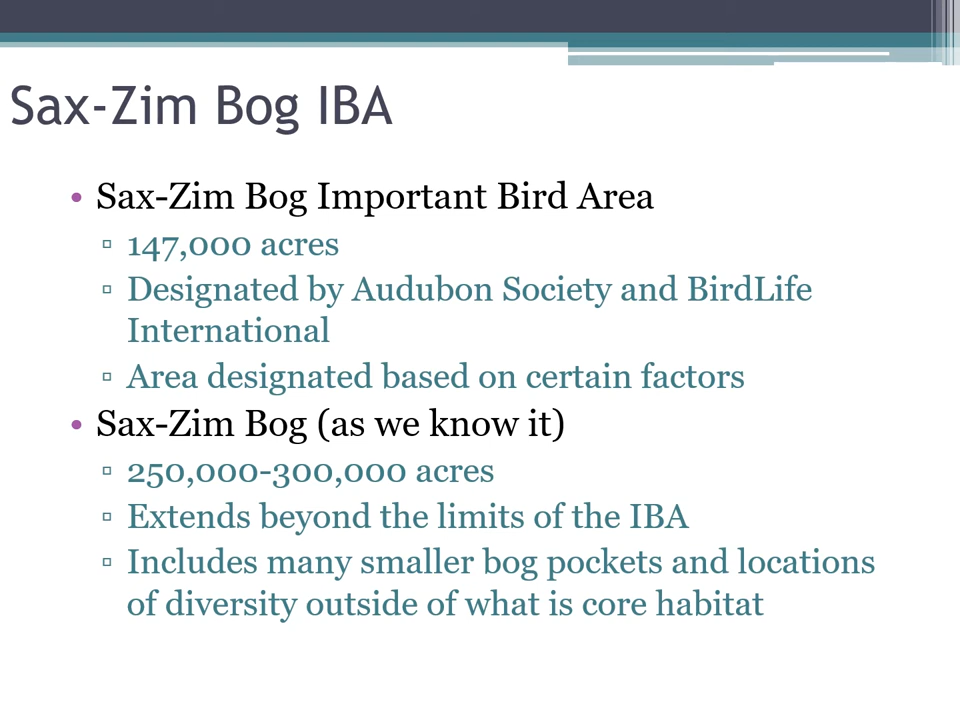 Sax-Zim Bog IBA
• Sax-Zim Bog Important Bird Area
▫ 147,000 acres
▫ Designated by Audubon Society and BirdLife
International
▫ Area designated based on certain factors
• Sax-Zim Bog (as we know it)
▫ 250,000-300,000 acres
▫ Extends beyond the limits of the IBA
▫ Includes many smaller bog pockets and locations
of diversity outside of what is core habitat